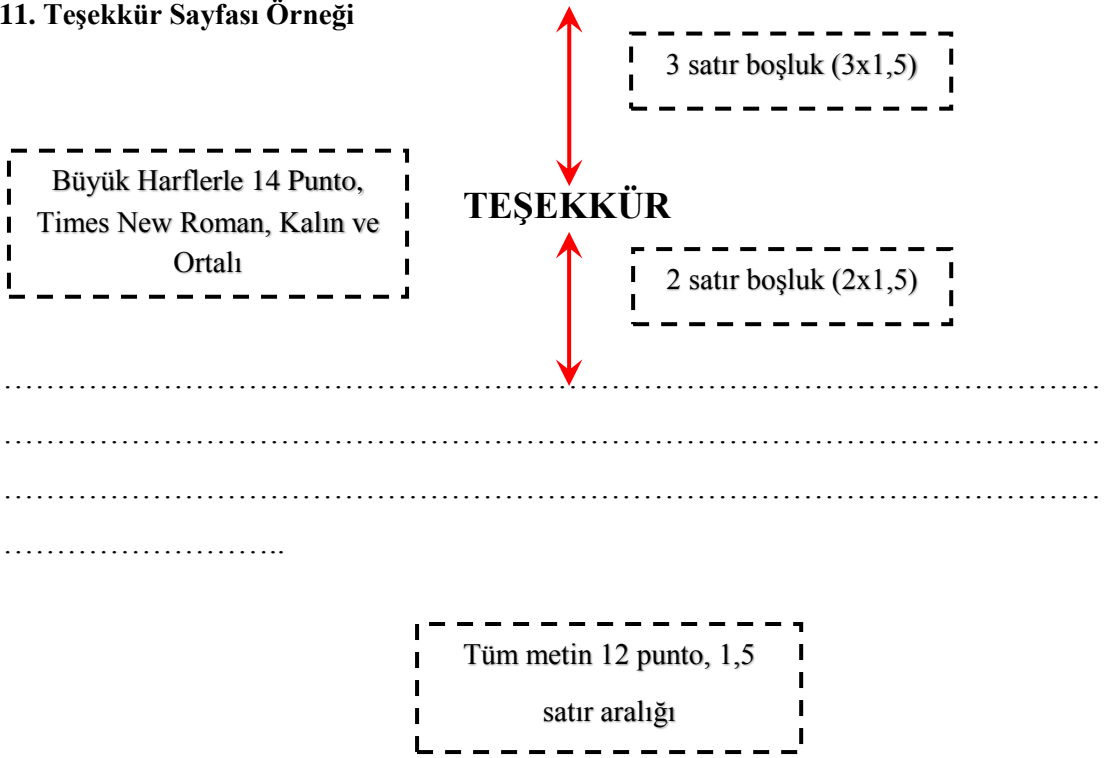 11. Teşekkür Sayfası Örneği
3 satır boşluk (3x1,5)
Büyük Harflerle 14 Punto,
Times New Roman, Kalın ve
Ortalı
TEŞEKKÜR
2 satır boşluk (2x1,5)
……………………………………………………………………………………………
……………………………………………………………………………………………
……………………………………………………………………………………………
……………………..
Tüm metin 12 punto, 1,5
satır aralığı